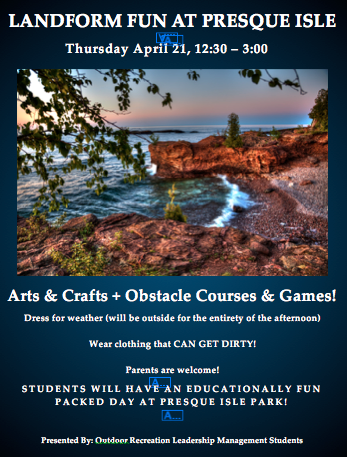 LANDFORM FUN AT PRESQUE ISLE
Thursday April 21, 12:30 – 3:00
Arts & Crafts + Obstacle Courses & Games!
Dress for weather (will be outside for the entirety of the afternoon)
Wear clothing that CAN GET DIRTY!
Parents are welcome!
STUDENTS WILL HAVE AN EDUCATIONALLY FUN
PACKED DAY AT PRESQUE ISLE PARK!
Presented By: Outdoor Recreation Leadership Management Students